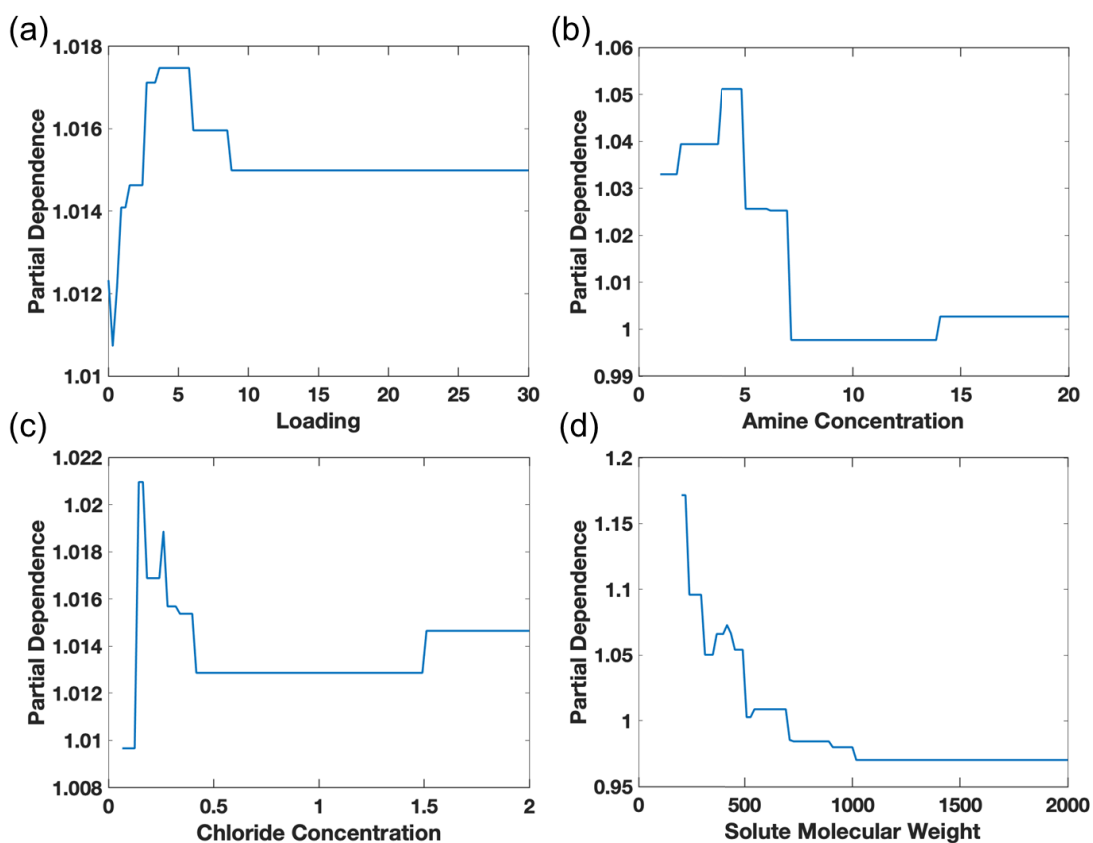 (a)
1.018
1.016
1.014
1.012
1.01
Partial Dependence
0 5 10 15 20 25 30
Loading
(b)
1.06
1.05
1.04
1.03
1.02
1.01
1
0.99
Partial Dependence
0 5 10 15 20
Amine Concentration
(c)
1.022
1.02
1.018
1.016
1.014
1.012
1.01
1.008
Partial Dependence
0 0.5 1 1.5 2
Chloride Concentration
(d)
1.2
1.15
1.1
1.05
1
0.95
Partial Dependence
0 500 1000 1500 2000
Solute Molecular Weight